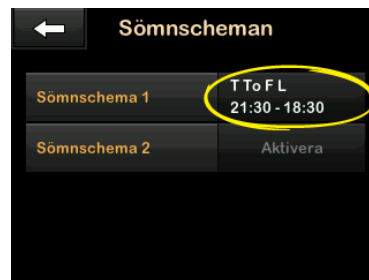 Sömnscheman
Sömnschema 1
T To F L
21:30 - 18:30
Sömnschema 2
Aktivera